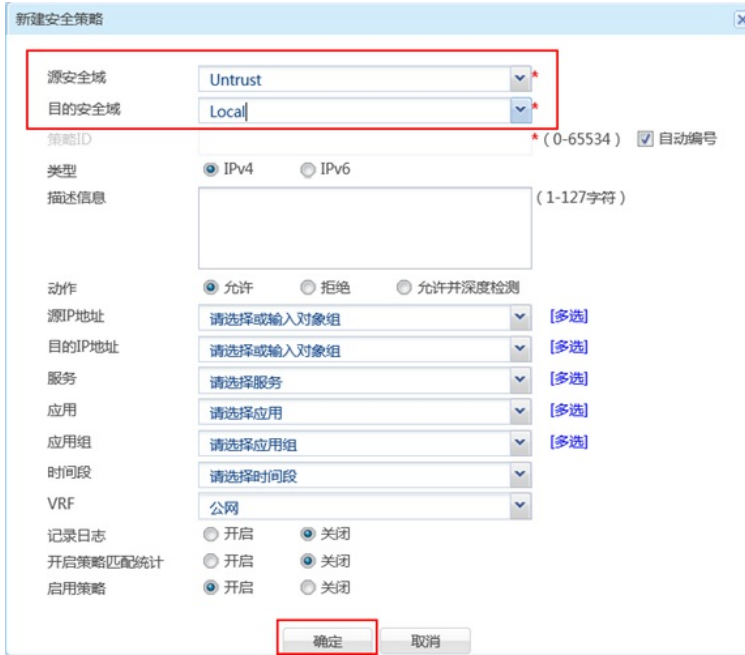 新建安全策略
源安全域 Untrust *
目的安全域 Local *
策略ID * (0-65534) 自动编号
类型 IPv4 IPv6
描述信息 (1-127字符)
动作 允许 拒绝 允许并深度检测
源IP地址 请选择或输入对象组 [多选]
目的IP地址 请选择或输入对象组 [多选]
服务 请选择服务 [多选]
应用 请选择应用 [多选]
应用组 请选择应用组 [多选]
时间段 请选择时间段
VRF 公网
记录日志 开启 关闭
开启策略匹配统计 开启 关闭
启用策略 开启 关闭
确定 取消